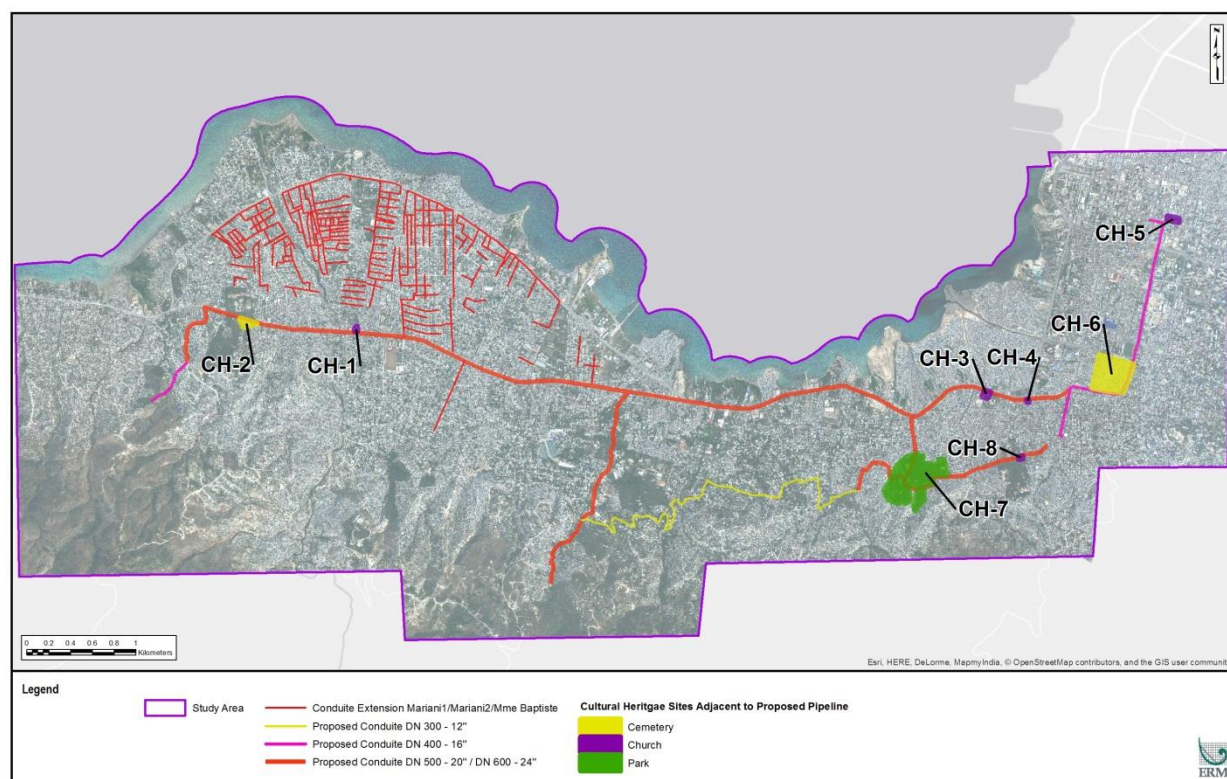 N
CH-5
CH-6
CH-2
CH-1
CH-3
CH-4
CH-8
CH-7
0 0.2 0.4 0.6 0.8 1
Kilometers
Esri, HERE, DeLorme, MapmyIndia, © OpenStreetMap contributors, and the GIS user communit
Legend
Study Area
Conduite Extension Mariani1/Mariani2/Mme Baptiste
Proposed Conduite DN 300 - 12"
Proposed Conduite DN 400 - 16"
Proposed Conduite DN 500 - 20" / DN 600 - 24"
Cultural Heritgae Sites Adjacent to Proposed Pipeline
Cemetery
Church
Park
ERM